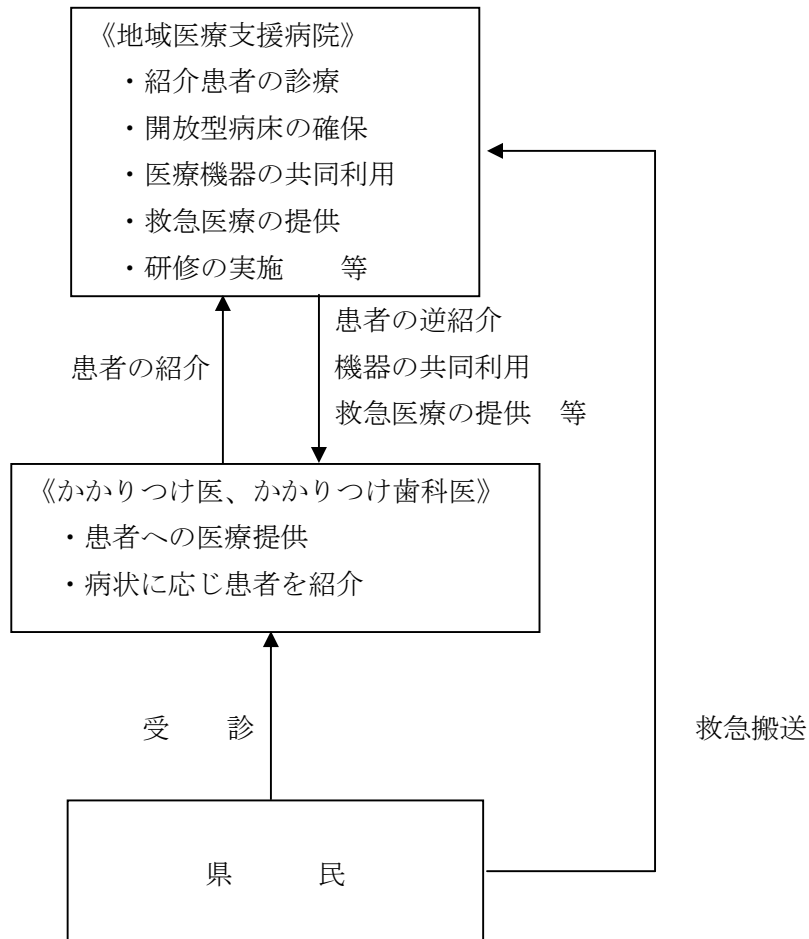 《地域医療支援病院》
・紹介患者の診療
・開放型病床の確保
・医療機器の共同利用
・救急医療の提供
・研修の実施　　等
患者の紹介
患者の逆紹介
機器の共同利用
救急医療の提供　等
《かかりつけ医、かかりつけ歯科医》
・患者への医療提供
・病状に応じ患者を紹介
受　　診
救急搬送
県　　　民